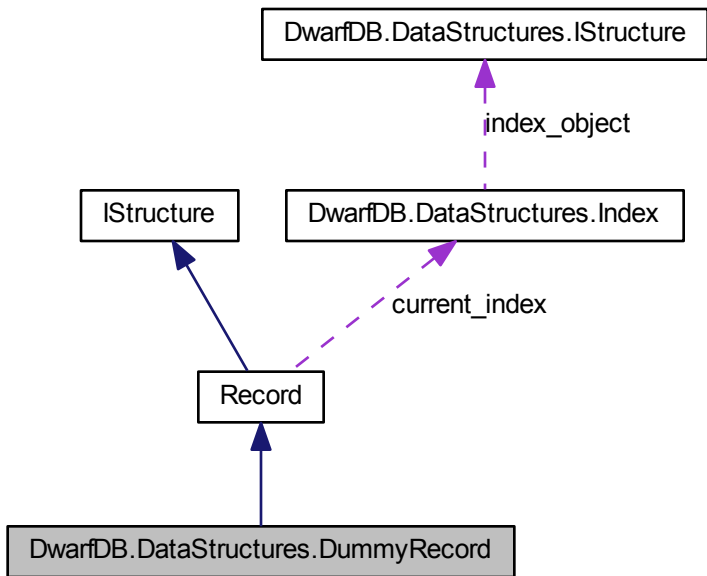 DwarfDB.DataStructures.IStructure
index_object
IStructure
DwarfDB.DataStructures.Index
current_index
Record
DwarfDB.DataStructures.DummyRecord